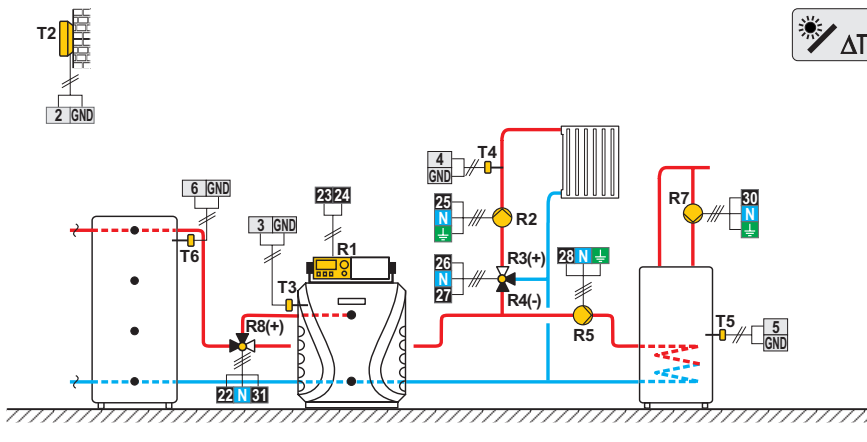 T2
ΔT
2 GND
6 GND
23 24
4
GND
T4
30
N
R7
3 GND
25
N
R2
R1
T6
R3(+)
28 N
26
N
27
T3
R4(-)
T5
5
GND
R8(+)
R5
22 N 31